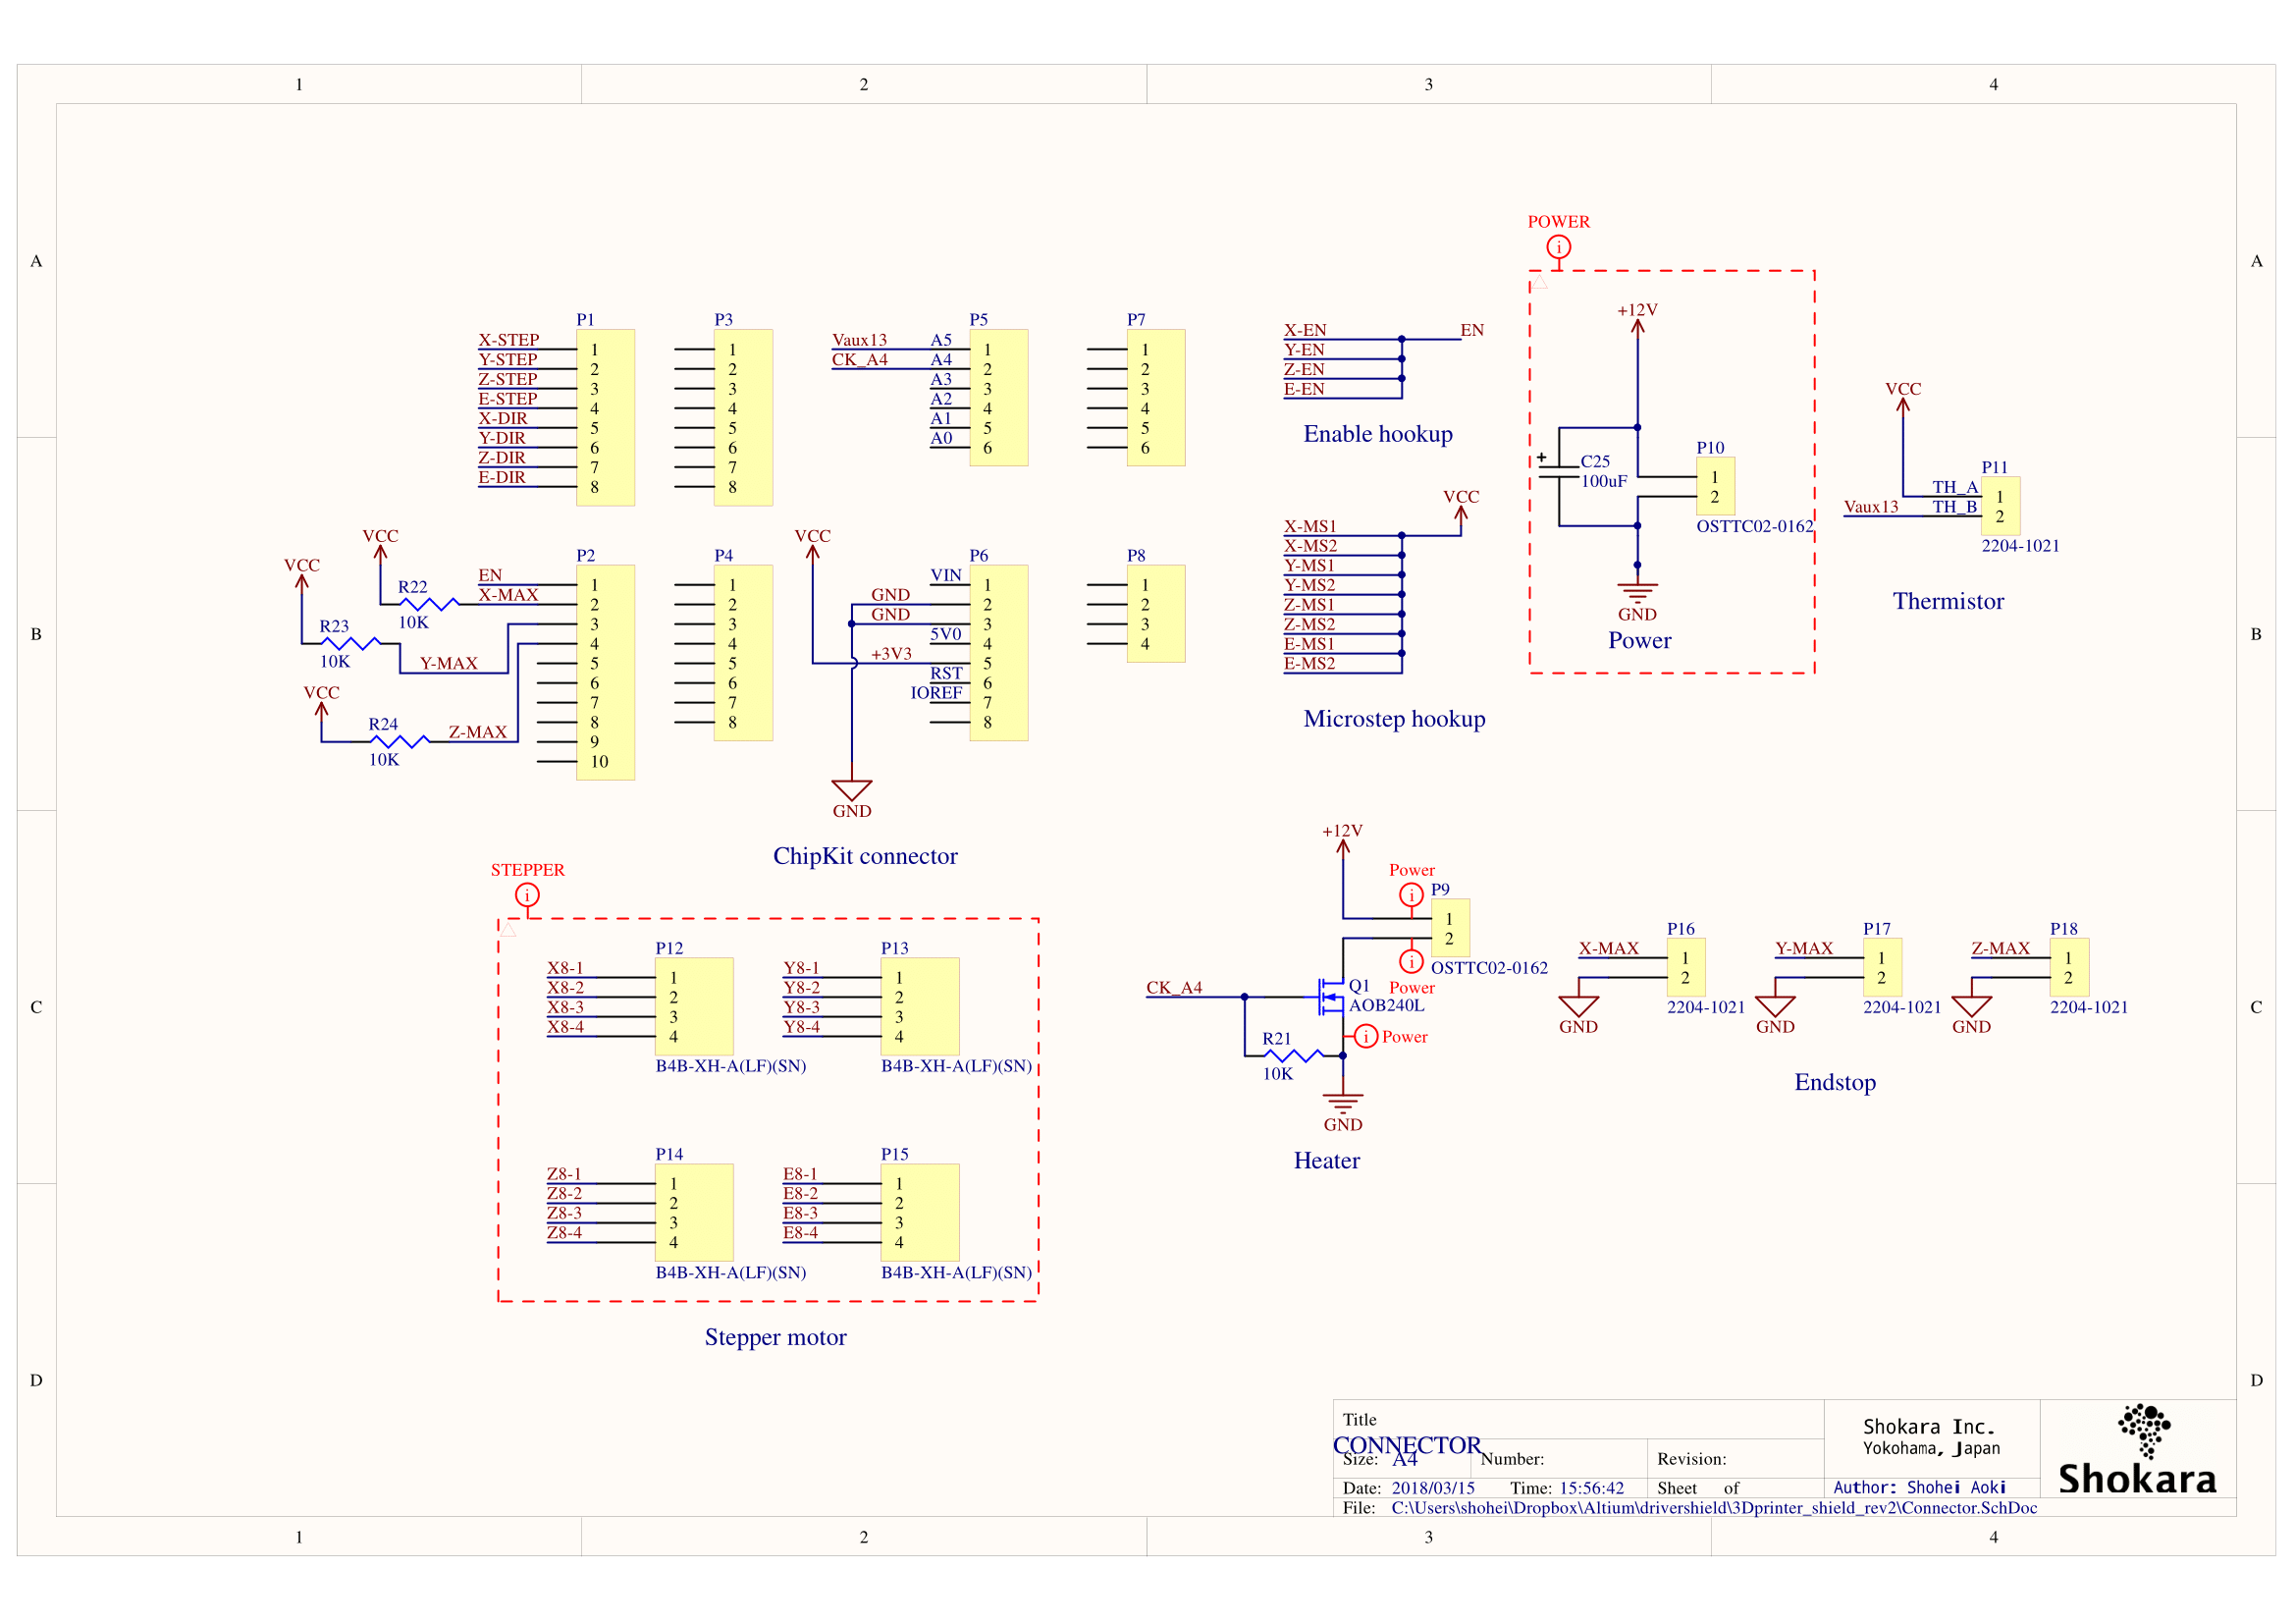 1 2 3 4
A
A
B
B
C
C
D
D
1 2 3 4
P1
X-STEP 1
Y-STEP 2
Z-STEP 3
E-STEP 4
X-DIR 5
Y-DIR 6
Z-DIR 7
E-DIR 8
P3
1
2
3
4
5
6
7
8
P5
Vaux13 A5 1
CK_A4 A4 2
A3 3
A2 4
A1 5
A0 6
P7
1
2
3
4
5
6
VCC
VCC
VCC
R22
10K
R23
10K
R24
10K
P2
EN 1
X-MAX 2
3
Y-MAX
4
Z-MAX
5
6
7
8
9
10
P4
1
2
3
4
5
6
7
8
VCC
P6
VIN 1
GND 2
GND 3
5V0 4
+3V3 5
RST 6
IOREF 7
8
GND
P8
1
2
3
4
ChipKit connector
X-EN EN
Y-EN
Z-EN
E-EN
Enable hookup
VCC
X-MS1
X-MS2
Y-MS1
Y-MS2
Z-MS1
Z-MS2
E-MS1
E-MS2
Microstep hookup
POWER
i
+12V
+
C25
100uF
P10
1
2
OSTTC02-0162
GND
Power
VCC
P11
TH_A 1
Vaux13 TH_B 2
2204-1021
Thermistor
STEPPER
i
P12
X8-1 1
X8-2 2
X8-3 3
X8-4 4
B4B-XH-A(LF)(SN)
P13
Y8-1 1
Y8-2 2
Y8-3 3
Y8-4 4
B4B-XH-A(LF)(SN)
P14
Z8-1 1
Z8-2 2
Z8-3 3
Z8-4 4
B4B-XH-A(LF)(SN)
P15
E8-1 1
E8-2 2
E8-3 3
E8-4 4
B4B-XH-A(LF)(SN)
Stepper motor
+12V
Power
i
P9
1
2
OSTTC02-0162
i
Power
CK_A4
Q1
AOB240L
i Power
R21
10K
GND
Heater
P16
X-MAX 1
2
GND
2204-1021
P17
Y-MAX 1
2
GND
2204-1021
P18
Z-MAX 1
2
GND
2204-1021
Endstop
Title
CONNECTOR
Size: A4 Number: Revision:
Date: 2018/03/15 Time: 15:56:42 Sheet of
File: C:\Users\shohei\Dropbox\Altium\drivershield\3Dprinter_shield_rev2\Connector.SchDoc
Shokara Inc.
Yokohama, Japan
Author: Shohei Aoki
Shokara